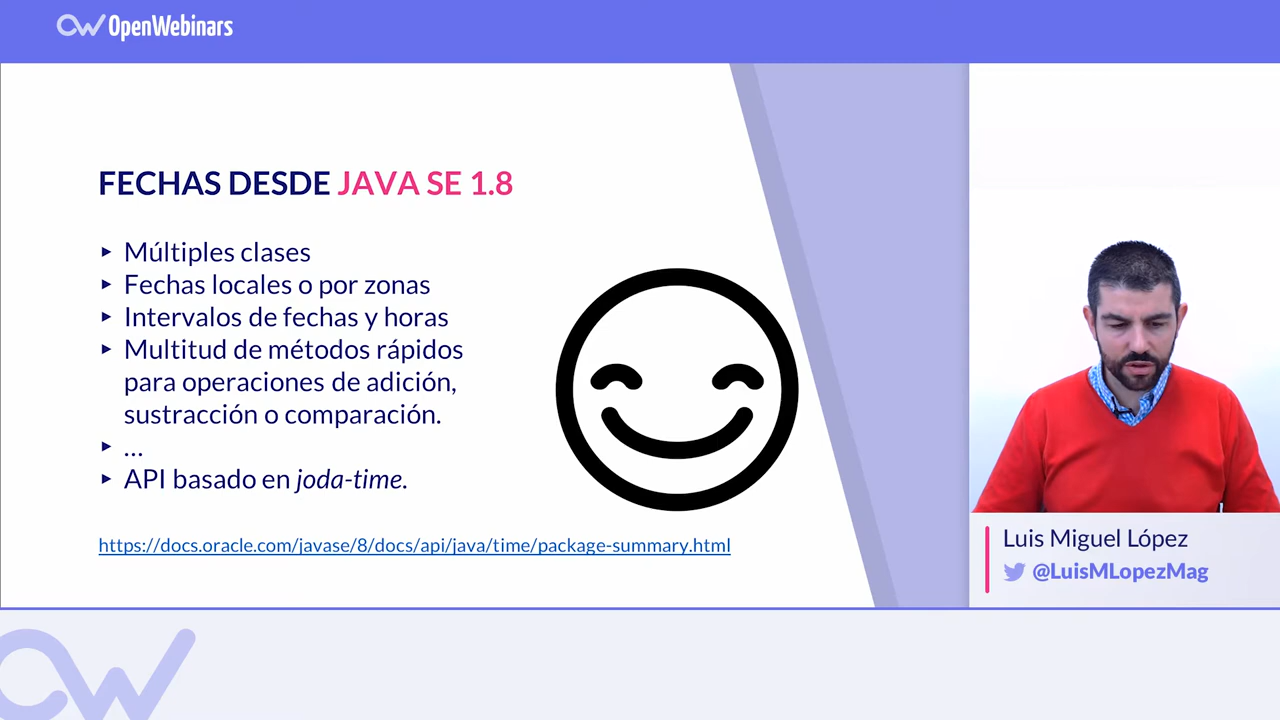 OpenWebinars
FECHAS DESDE JAVA SE 1.8
▸ Múltiples clases
▸ Fechas locales o por zonas
▸ Intervalos de fechas y horas
▸ Multitud de métodos rápidos
para operaciones de adición,
sustracción o comparación.
▸ ...
▸ API basado en joda-time.
https://docs.oracle.com/javase/8/docs/api/java/time/package-summary.html
Luis Miguel López
@LuisMLopezMag